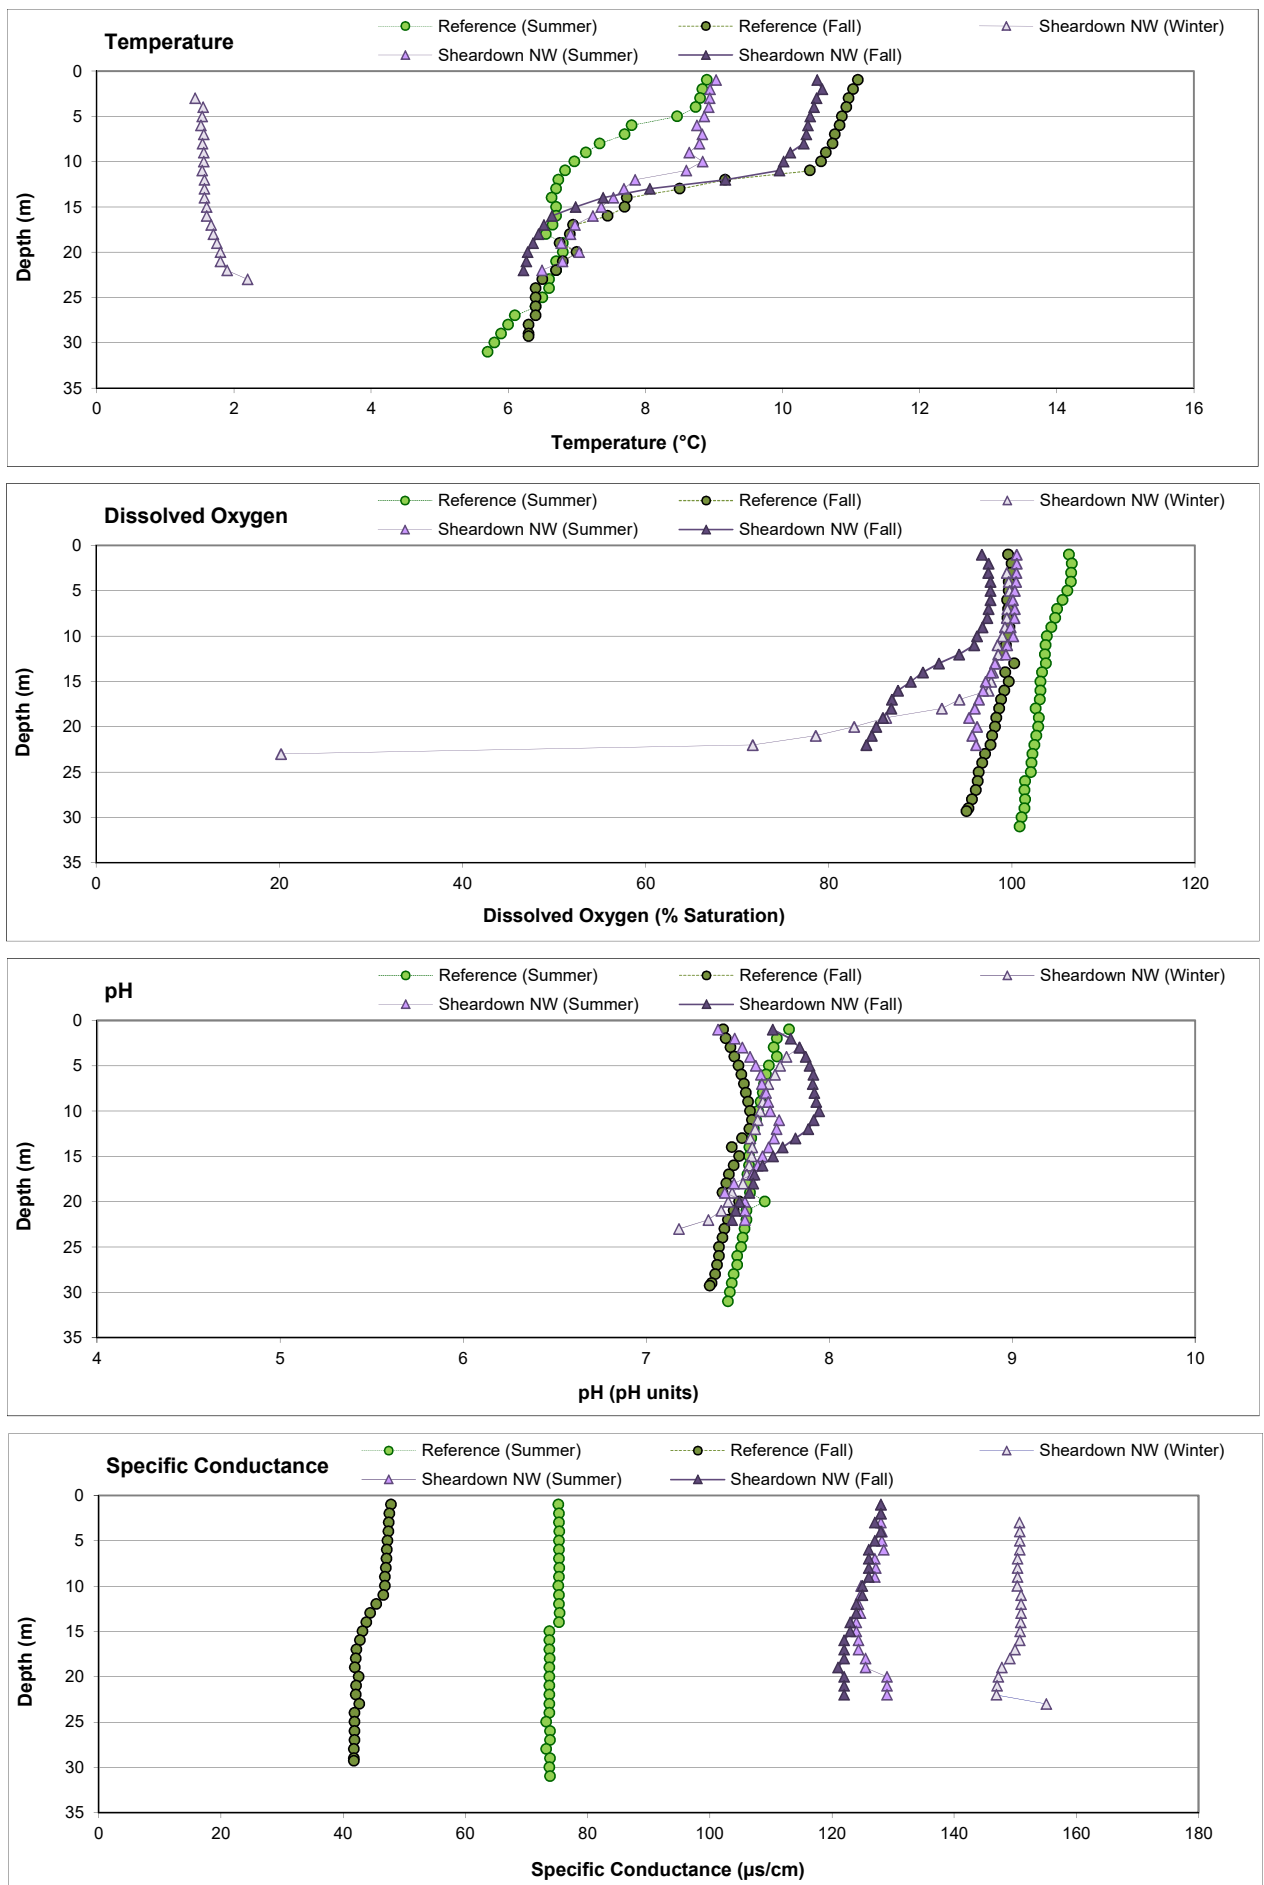 Temperature
Reference (Summer) Reference (Fall) Sheardown NW (Winter)
Sheardown NW (Summer) Sheardown NW (Fall)
0
5
10
15
20
25
30
35
Depth (m)
0 2 4 6 8 10 12 14 16
Temperature (°C)
Dissolved Oxygen
Reference (Summer) Reference (Fall) Sheardown NW (Winter)
Sheardown NW (Summer) Sheardown NW (Fall)
0
5
10
15
20
25
30
35
Depth (m)
0 20 40 60 80 100 120
Dissolved Oxygen (% Saturation)
pH
Reference (Summer) Reference (Fall) Sheardown NW (Winter)
Sheardown NW (Summer) Sheardown NW (Fall)
0
5
10
15
20
25
30
35
Depth (m)
4 5 6 7 8 9 10
pH (pH units)
Specific Conductance
Reference (Summer) Reference (Fall) Sheardown NW (Winter)
Sheardown NW (Summer) Sheardown NW (Fall)
0
5
10
15
20
25
30
35
Depth (m)
0 20 40 60 80 100 120 140 160 180
Specific Conductance (µs/cm)